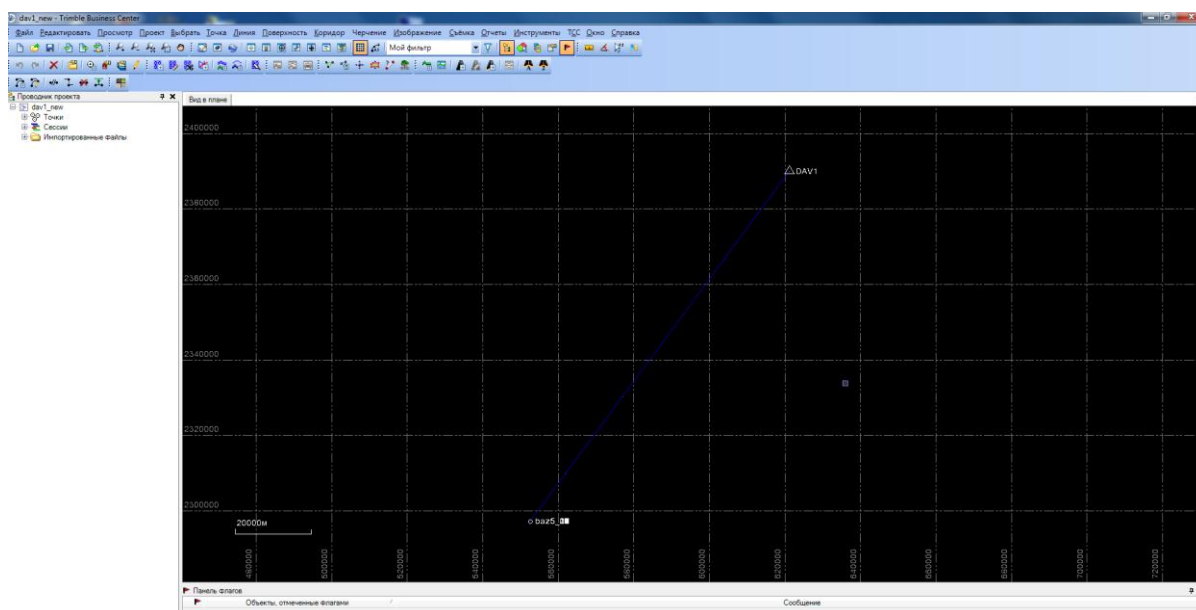 dav1_new - Trimble Business Center
Файл Редактировать Просмотр Проект Выбрать Точка Линия Поверхность Коридор Черчение Изображение Съёмка Отчеты Инструменты TCC Окно Справка
Мой фильтр
Проводник проекта
Вид в плане
dav1_new
Точки
Сессии
Импортированные файлы
2400000
DAV1
2380000
2360000
2340000
2320000
2300000
20000м
baz5_
480000 500000 520000 540000 560000 580000 600000 620000 640000 660000 680000 700000 720000
Панель флагов
Объекты, отмеченные флагами Сообщение